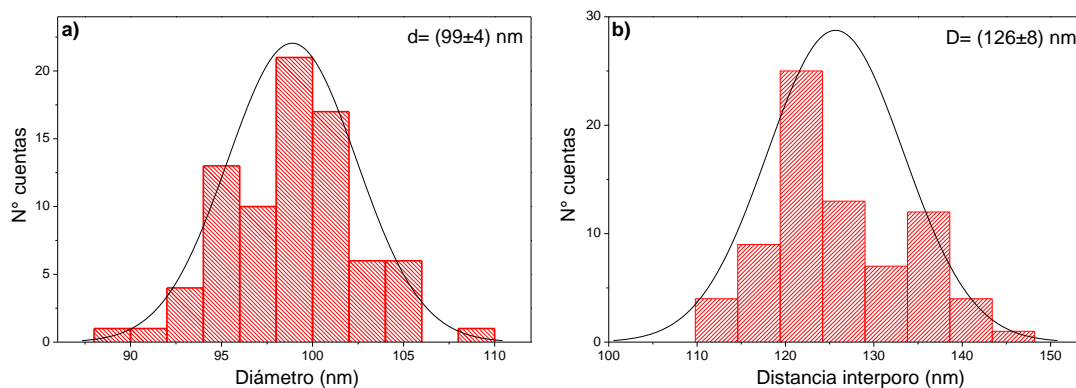 a)
d= (99±4) nm
N° cuentas
20
15
10
5
0
90 95 100 105 110
Diámetro (nm)
b)
D= (126±8) nm
N° cuentas
30
20
10
0
100 110 120 130 140 150
Distancia interporo (nm)